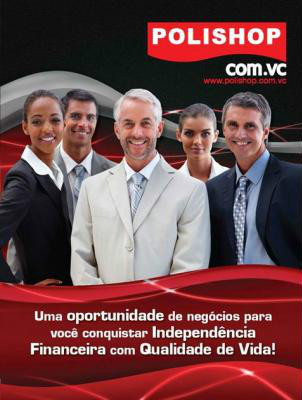 POLISHOP
com.vc
www.polishop.com.vc
Uma oportunidade de negócios para
você conquistar Independência
Financeira com Qualidade de Vida!